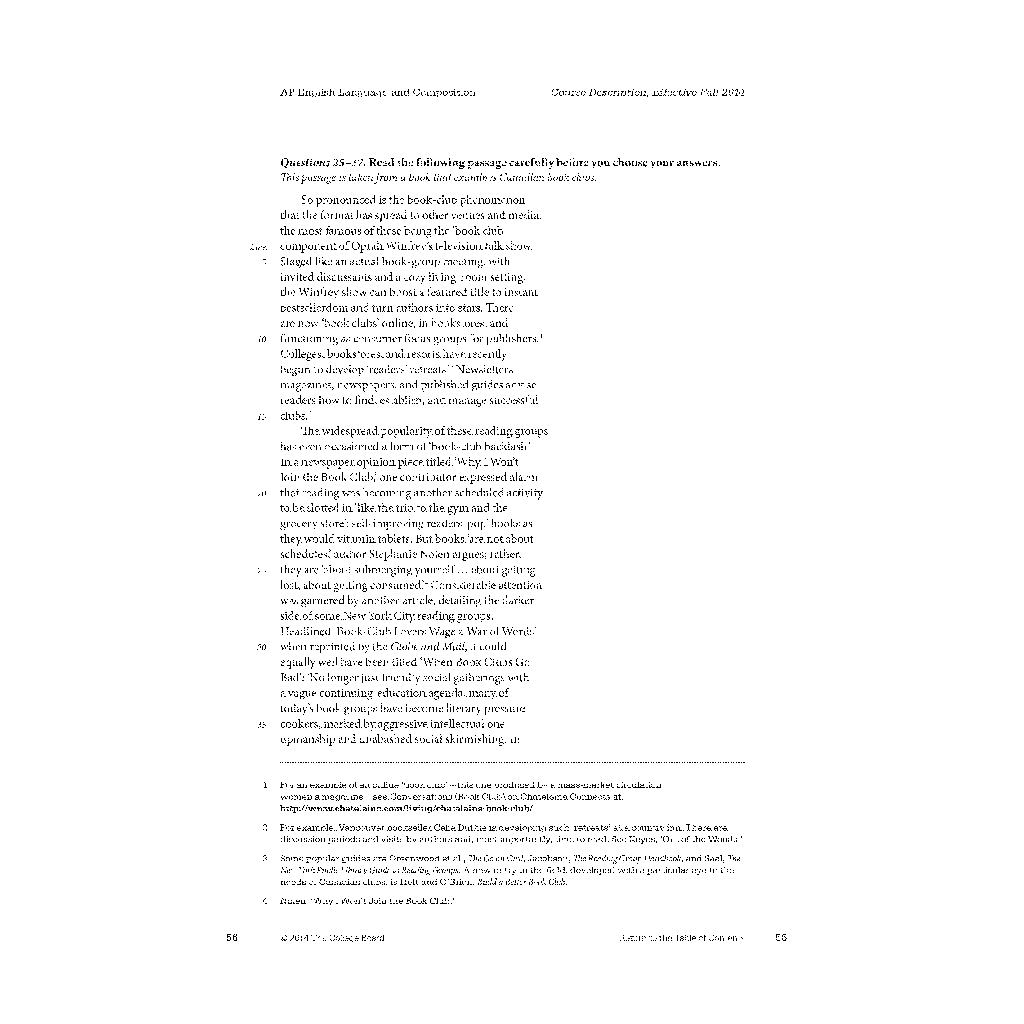 AP English Language and Composition
Course Description, Effective Fall 2014
Questions 25–37. Read the following passage carefully before you choose your answers.
This passage is taken from a book that examines Canadian book clubs.
So pronounced is the book-club phenomenon
that the format has spread to other venues and media,
the most famous of these being the 'book club'
Line component of Oprah Winfrey's television talk show.
5 Staged like an actual book-group meeting, with
invited discussants and a cozy living-room setting,
the Winfrey show can boost a featured title to instant
bestsellerdom and turn authors into stars. There
are now 'book clubs' online, in bookstores, and
10 functioning as consumer focus groups for publishers.1
Colleges, bookstores, and resorts have recently
begun to develop 'readers' retreats.'2 Newsletters,
magazines, newspapers, and published guides advise
readers how to find, establish, and manage successful
15 clubs.3
The widespread popularity of these reading groups
has even occasioned a form of 'book-club backlash.'
In a newspaper opinion piece titled, 'Why I Won't
Join the Book Club,' one contributor expressed alarm
20 that reading was becoming another scheduled activity
to be slotted in 'like the trip to the gym and the
grocery store': self-improving readers 'pop' books as
they would vitamin tablets. But books, 'are not about
schedules,' author Stephanie Nolen argues; rather,
25 they are 'about submerging yourself ... about getting
lost, about getting consumed.'4 Considerable attention
was garnered by another article, detailing the darker
side of some New York City reading groups.
Headlined 'Book-Club Lovers Wage a War of Words'
30 when reprinted by the Globe and Mail, it could
equally well have been titled 'When Book Clubs Go
Bad': 'No longer just friendly social gatherings with
a vague continuing-education agenda, many of
today's book groups have become literary pressure
35 cookers, marked by aggressive intellectual one-
upmanship and unabashed social skirmishing. In
1 For an example of an online 'book club'—this one produced by a mass-market circulation
women's magazine—see Conversations (Book Club) on Chatelaine Connects at:
http://www.chatelaine.com/living/chatelaine-book-club/
2 For example, Vancouver bookseller Celia Duthie is developing such 'retreats' at a country inn. There are
discussion periods and visits by authors and, most importantly, time to read. See Keyes, 'Out of the Woods.'
3 Some popular guides are Greenwood et al., The Go on Girl, Jacobsohn, The Reading Group Handbook, and Saal, The
New York Public Library Guide to Reading Groups. A new entry in the field, developed with a particular eye to the
needs of Canadian clubs, is Heft and O'Brien, Build a Better Book Club.
4 Nolen, 'Why I Won't Join the Book Club.'
56 © 2014 The College Board
Return to the Table of Contents 56